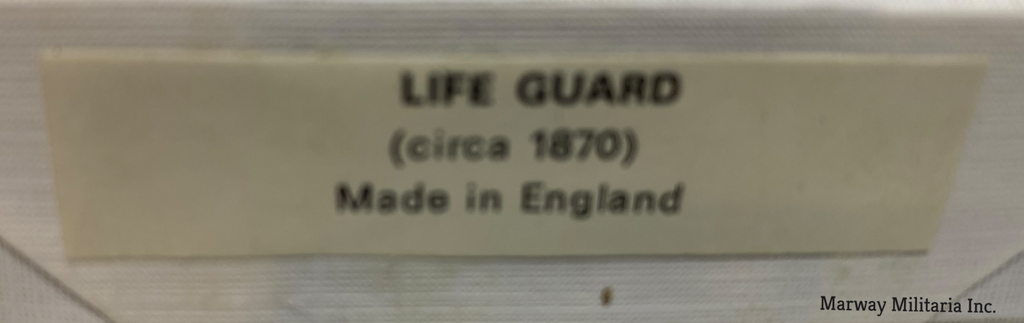 LIFE GUARD
(circa 1870)
Made in England
Marway Militaria Inc.